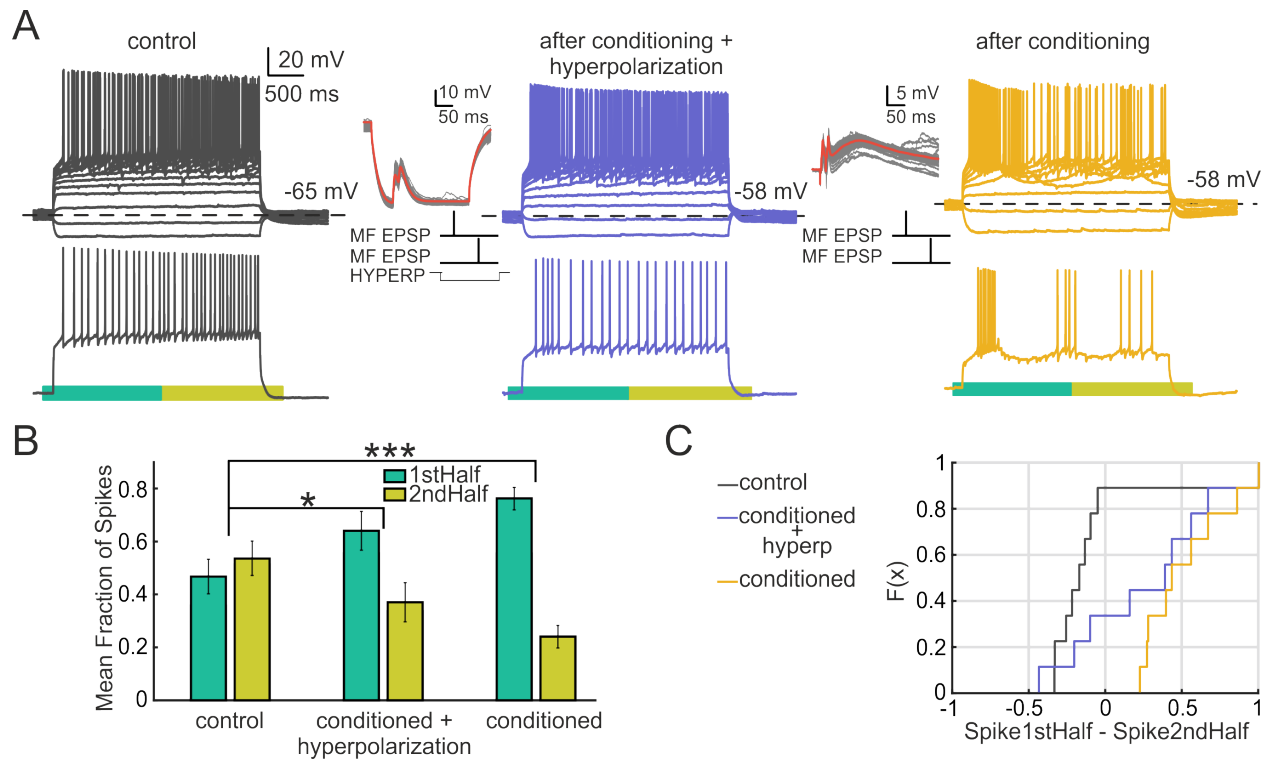 A
control
20 mV
500 ms
-65 mV
10 mV
50 ms
MF EPSP
MF EPSP
HYPERP
after conditioning +
hyperpolarization
-58 mV
5 mV
50 ms
MF EPSP
MF EPSP
after conditioning
-58 mV
B
Mean Fraction of Spikes
0.8
0.6
0.4
0.2
0
***
*
1stHalf
2ndHalf
control
conditioned +
hyperpolarization
conditioned
C
control
conditioned
+
hyperp
conditioned
F(x)
1
0.8
0.6
0.4
0.2
0
-1
-0.5
0
0.5
1
Spike1stHalf - Spike2ndHalf